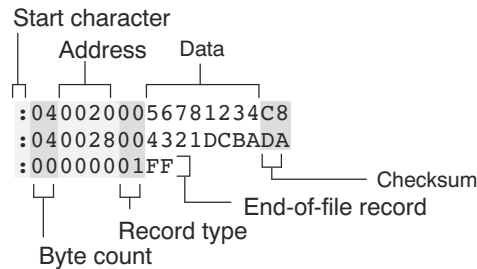 Start character
Address Data
:0400200056781234C8
:040028004321DCBADA
:00000001FF
Checksum
End-of-file record
Record type
Byte count